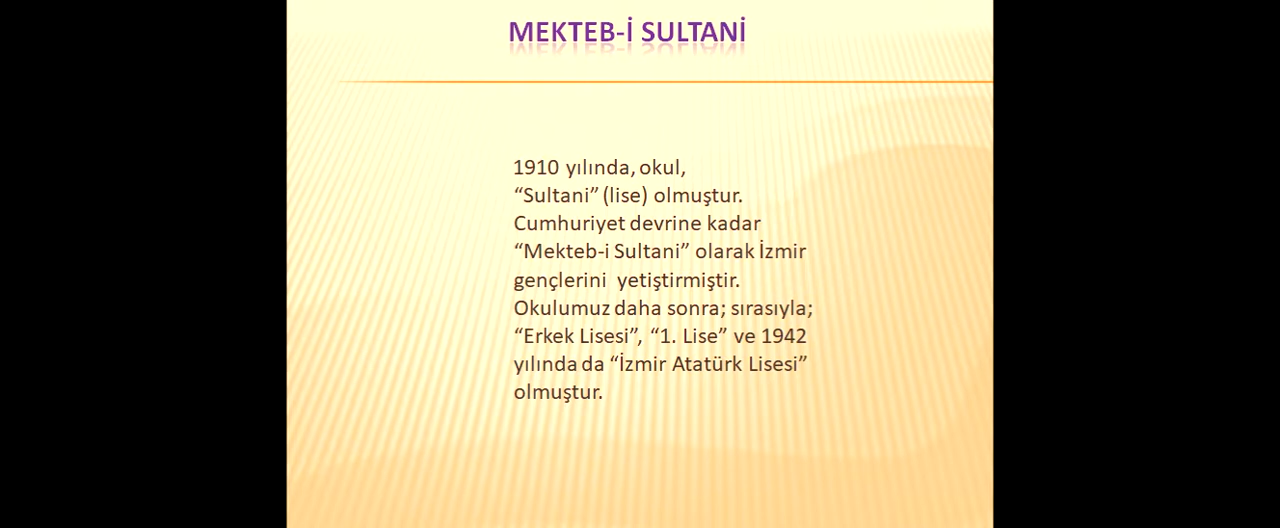 MEKTEB-İ SULTANİ
1910 yılında, okul,
“Sultani” (lise) olmuştur.
Cumhuriyet devrine kadar
“Mekteb-i Sultani” olarak İzmir
gençlerini yetiştirmiştir.
Okulumuz daha sonra; sırasıyla;
“Erkek Lisesi”, “1. Lise” ve 1942
yılında da “İzmir Atatürk Lisesi”
olmuştur.